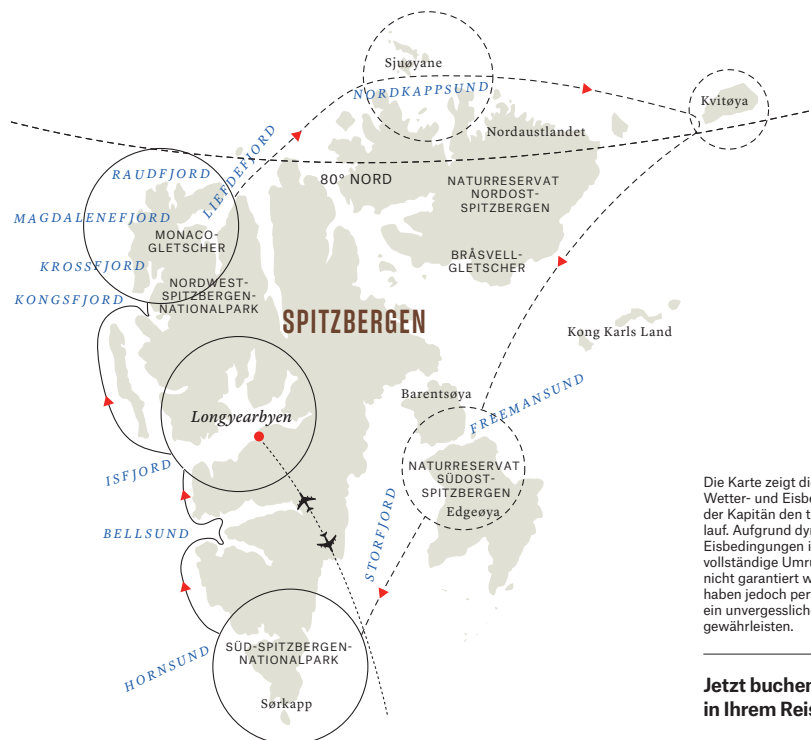 Sjuøyane
NORDKAPPSUND
Kvitøya
Nordaustlandet
RAUDFJORD
LIEFDEFJORD
80° NORD
NATURRESERVAT
NORDOST-
SPITZBERGEN
MAGDALENEFJORD
MONACO-
GLETSCHER
BRÅSVELL-
GLETSCHER
KROSSFJORD
KONGSFJORD
NORDWEST-
SPITZBERGEN-
NATIONALPARK
SPITZBERGEN
Kong Karls Land
Barentsøya
FREEMANSUND
Longyearbyen
ISFJORD
NATURRESERVAT
SÜDOST-
SPITZBERGEN
Edgeøya
BELLSUND
STORFJORD
HORNSUND
SÜD-SPITZBERGEN-
NATIONALPARK
Sørkapp
Die Karte zeigt di
Wetter- und Eisbe
der Kapitän den t
lauf. Aufgrund dyr
Eisbedingungen i
vollständige Umru
nicht garantiert w
haben jedoch per
ein unvergesslich
gewährleisten.
Jetzt buchen
in Ihrem Reis